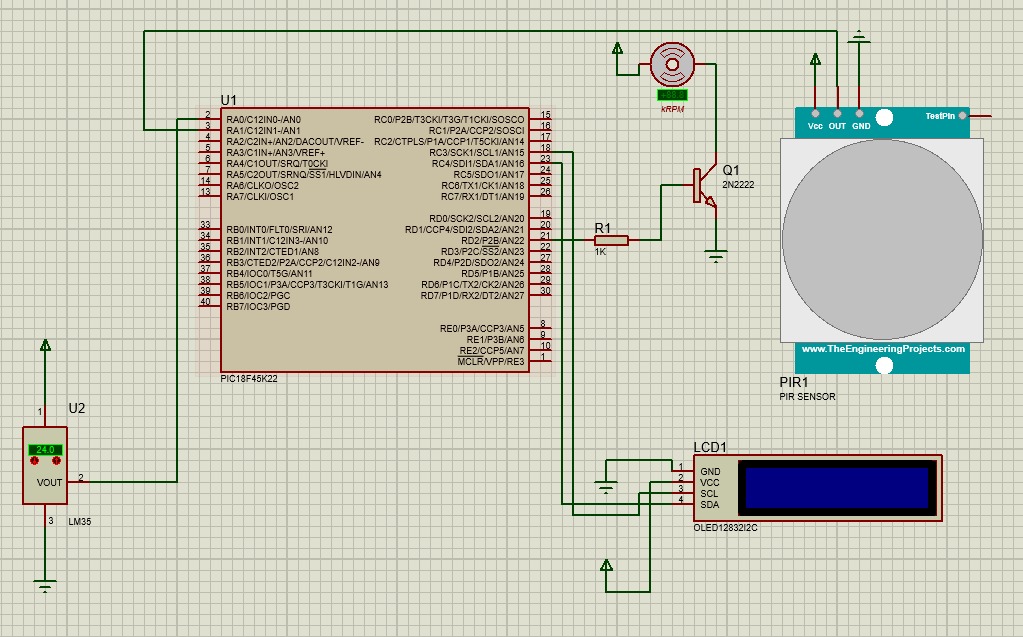 U1
2 RA0/C12IN0-/AN0
3 RA1/C12IN1-/AN1
4 RA2/C2IN+/AN2/DACOUT/VREF-
5 RA3/C1IN+/AN3/VREF+
6 RA4/C1OUT/SRQ/T0CKI
7 RA5/C2OUT/SRNQ/SS1/HLVDIN/AN4
14 RA6/CLKO/OSC2
13 RA7/CLKI/OSC1
33 RB0/INT0/FLT0/SRI/AN12
34 RB1/INT1/C12IN3-/AN10
35 RB2/INT2/CTED1/AN8
36 RB3/CTED2/P2A/CCP2/C12IN2-/AN9
37 RB4/IOC0/T5G/AN11
38 RB5/IOC1/P3A/CCP3/T3CKI/T1G/AN13
39 RB6/IOC2/PGC
40 RB7/IOC3/PGD
RC0/P2B/T3CKI/T3G/T1CKI/SOSCO 15
RC1/P2A/CCP2/SOSCI 16
RC2/CTPLS/P1A/CCP1/T5CKI/AN14 17
RC3/SCK1/SCL1/AN15 18
RC4/SDI1/SDA1/AN16 23
RC5/SDO1/AN17 24
RC6/TX1/CK1/AN18 25
RC7/RX1/DT1/AN19 26
RD0/SCK2/SCL2/AN20 19
RD1/CCP4/SDI2/SDA2/AN21 20
RD2/P2B/AN22 21
RD3/P2C/SS2/AN23 22
RD4/P2D/SDO2/AN24 27
RD5/P1B/AN25 28
RD6/P1C/TX2/CK2/AN26 29
RD7/P1D/RX2/DT2/AN27 30
RE0/P3A/CCP3/AN5 8
RE1/P3B/AN6 9
RE2/CCP5/AN7 10
MCLR/VPP/RE3 1
PIC18F45K22
kRPM
Q1
2N2222
R1
1K
Vcc OUT GND
TestPin
www.TheEngineeringProjects.com
PIR1
PIR SENSOR
U2
1
24.0
VOUT
2
3
LM35
LCD1
1 GND
2 VCC
3 SCL
4 SDA
OLED12832I2C